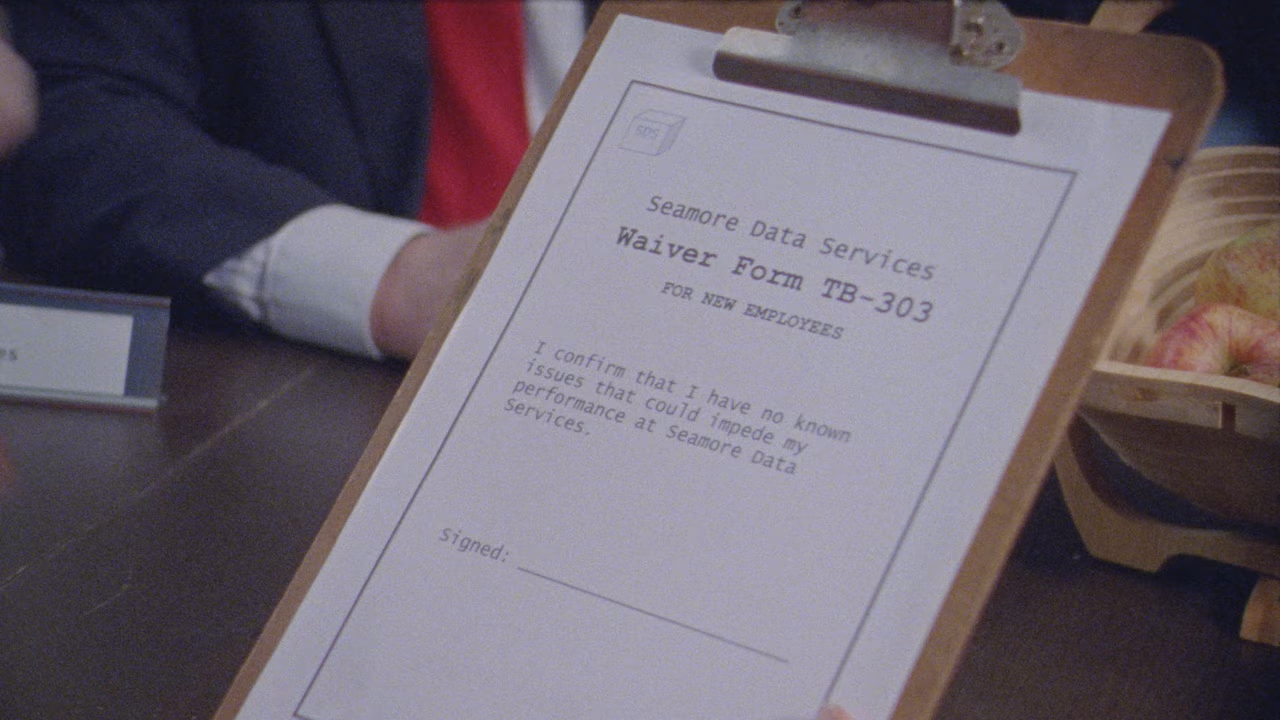 SDS
Seamore Data Services
Waiver Form TB-303
FOR NEW EMPLOYEES
I confirm that I have no known
issues that could impede my
performance at Seamore Data
Services.
Signed: